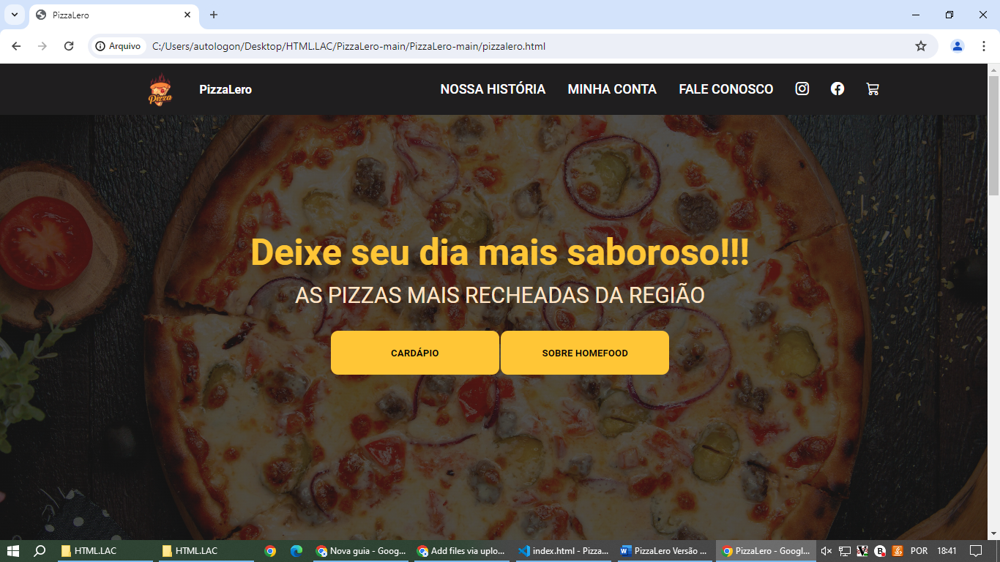 PizzaLero
Arquivo
C:/Users/autologon/Desktop/HTML.LAC/PizzaLero-main/PizzaLero-main/pizzalero.html
Pizza
PizzaLero
NOSSA HISTÓRIA
MINHA CONTA
FALE CONOSCO
Deixe seu dia mais saboroso!!!
AS PIZZAS MAIS RECHEADAS DA REGIÃO
CARDÁPIO
SOBRE HOMEFOOD
HTML.LAC
HTML.LAC
Nova guia - Goog...
Add files via uplo...
index.html - Pizza...
PizzaLero Versão ...
PizzaLero - Googl...
POR
18:41